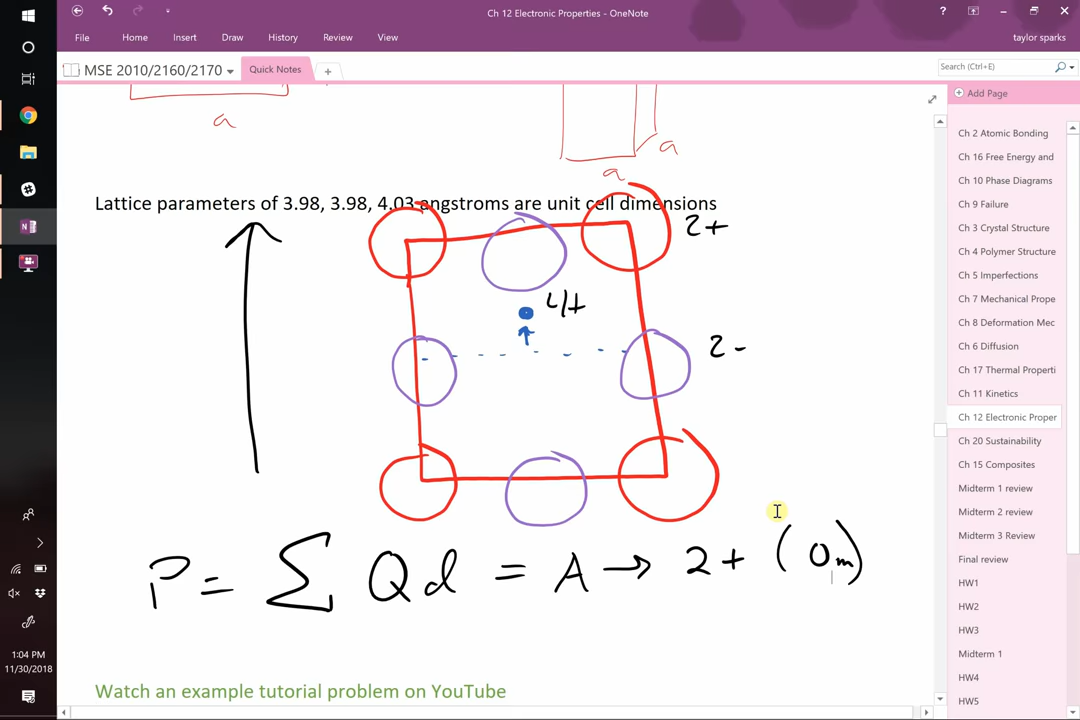 Ch 12 Electronic Properties - OneNote
File Home Insert Draw History Review View
taylor sparks
MSE 2010/2160/2170
Quick Notes
Search (Ctrl+E)
Add Page
a
a
a
Lattice parameters of 3.98, 3.98, 4.03 angstroms are unit cell dimensions
2+
4+
2-
P = Σ Qd = A → 2+ (0m)
Watch an example tutorial problem on YouTube
Ch 2 Atomic Bonding
Ch 16 Free Energy and
Ch 10 Phase Diagrams
Ch 9 Failure
Ch 3 Crystal Structure
Ch 4 Polymer Structure
Ch 5 Imperfections
Ch 7 Mechanical Prope
Ch 8 Deformation Mec
Ch 6 Diffusion
Ch 17 Thermal Properti
Ch 11 Kinetics
Ch 12 Electronic Proper
Ch 20 Sustainability
Ch 15 Composites
Midterm 1 review
Midterm 2 review
Midterm 3 Review
Final review
HW1
HW2
HW3
Midterm 1
HW4
HW5
1:04 PM
11/30/2018